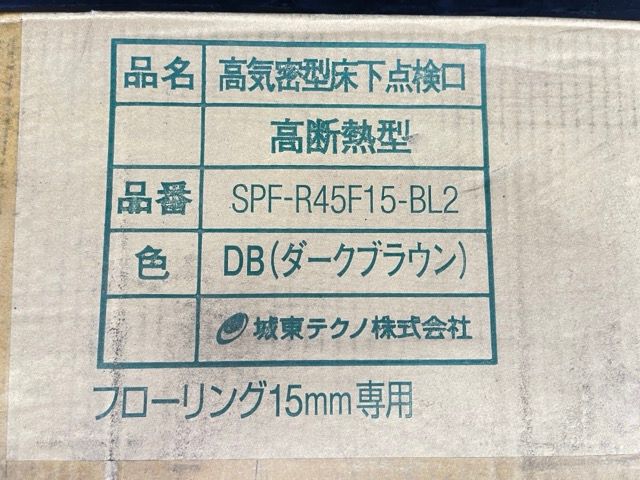 品名 高気密型床下点検口
高断熱型
品番 SPF-R45F15-BL2
色 DB(ダークブラウン)
城東テクノ株式会社
フローリング15mm専用